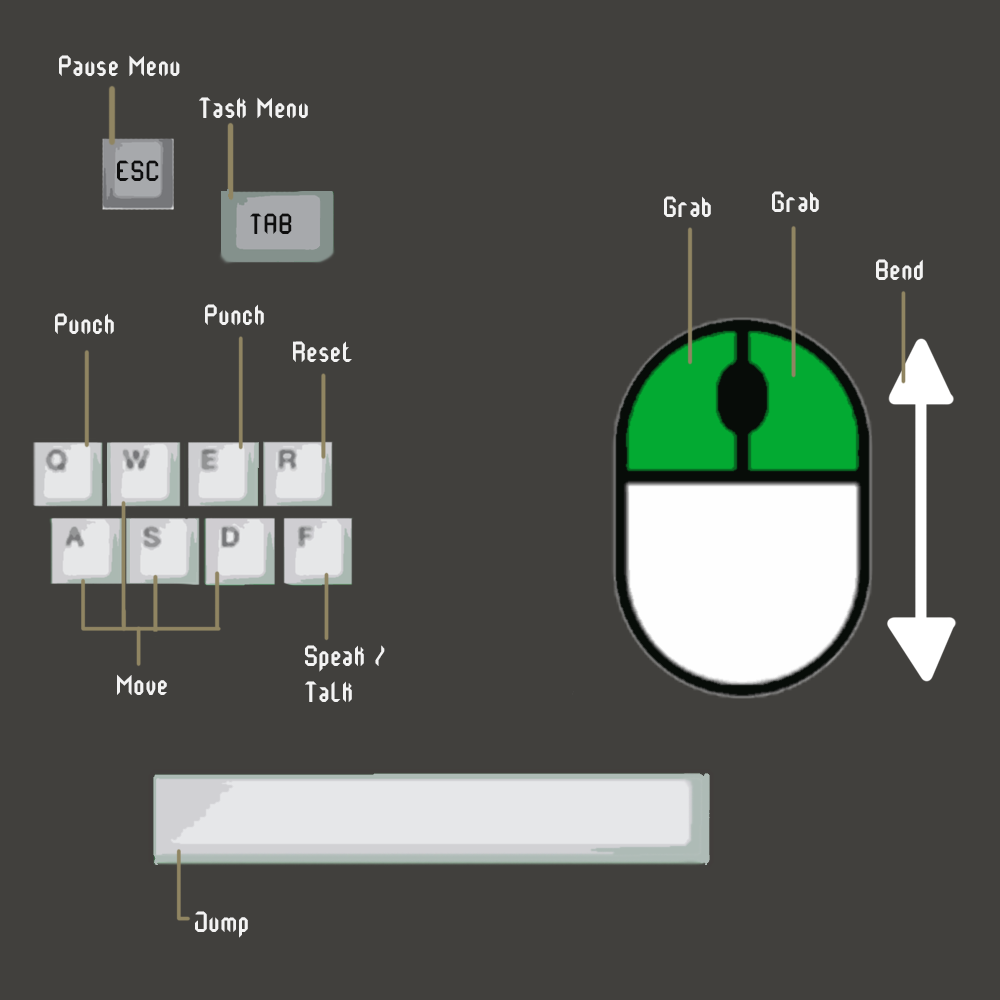 Pause Menu
Task Menu
ESC
TAB
Grab
Grab
Bend
Punch
Punch
Reset
Q
W
E
R
A
S
D
F
Move
Speak /
Talk
Jump